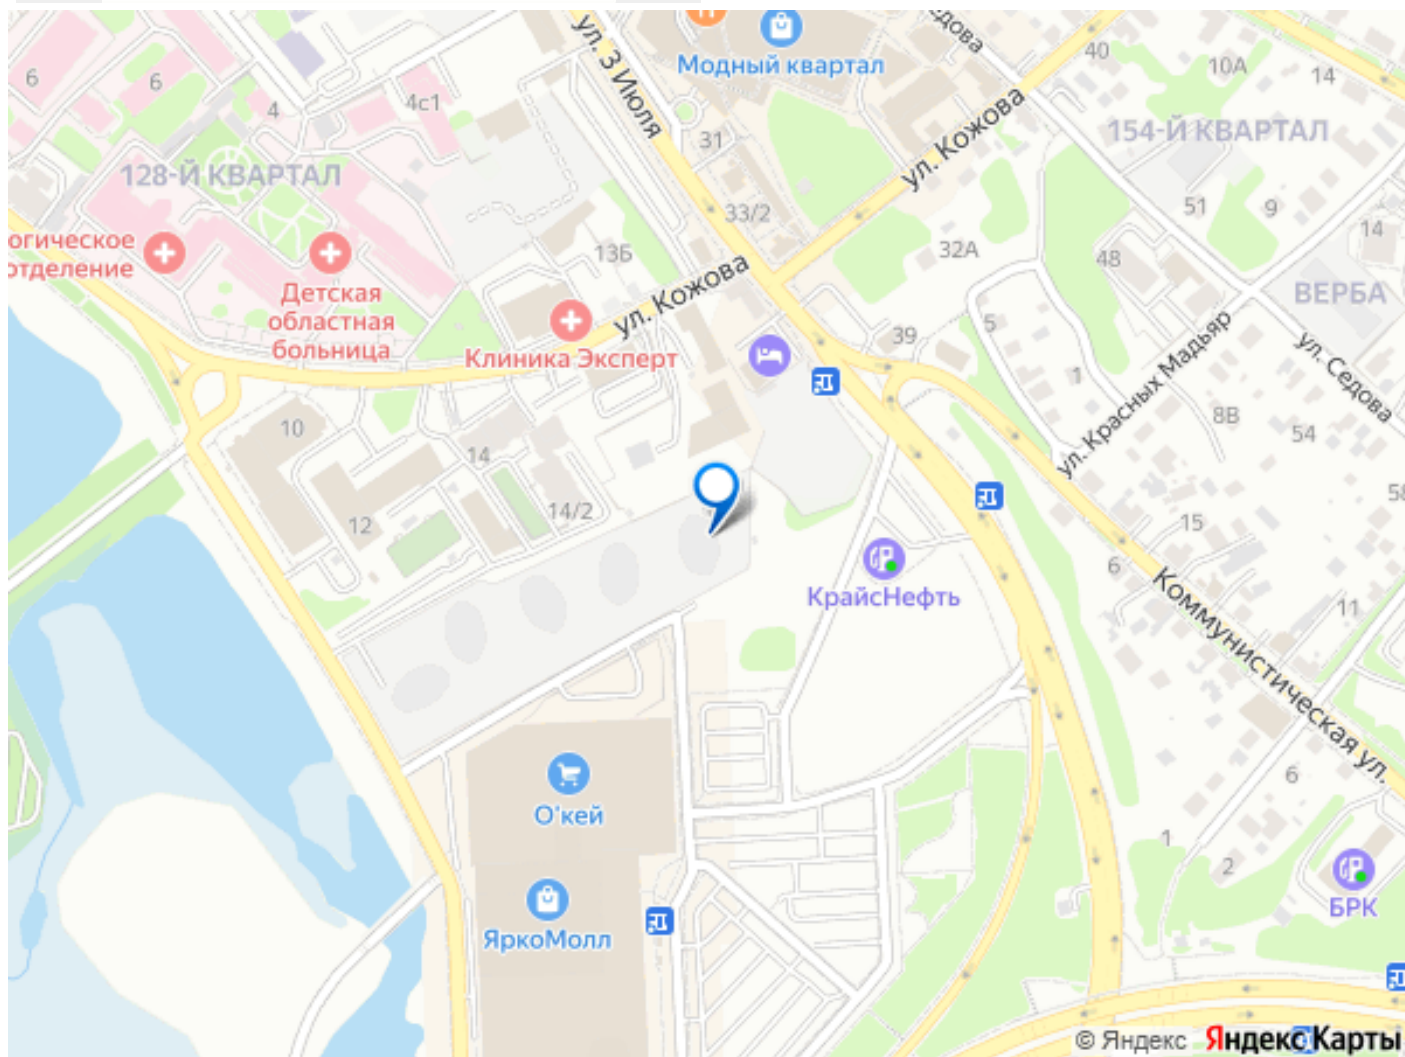 ул. 3 Июля
Модный квартал
Седова
40
10А
14
6
6
4
4с1
31
ул. Кожова
154-Й КВАРТАЛ
128-Й КВАРТАЛ
33/2
51
9
14
огическое
отделение
13Б
32А
48
Детская
областная
больница
ул. Кожова
ВЕРБА
Клиника Эксперт
39
5
1
ул. Красных Мадьяр
ул. Седова
8В
54
10
14
12
14/2
15
6
КрайсНефть
11
Коммунистическая ул.
О'кей
6
1
2
ЯркоМолл
БРК
© Яндекс Яндекс Карты